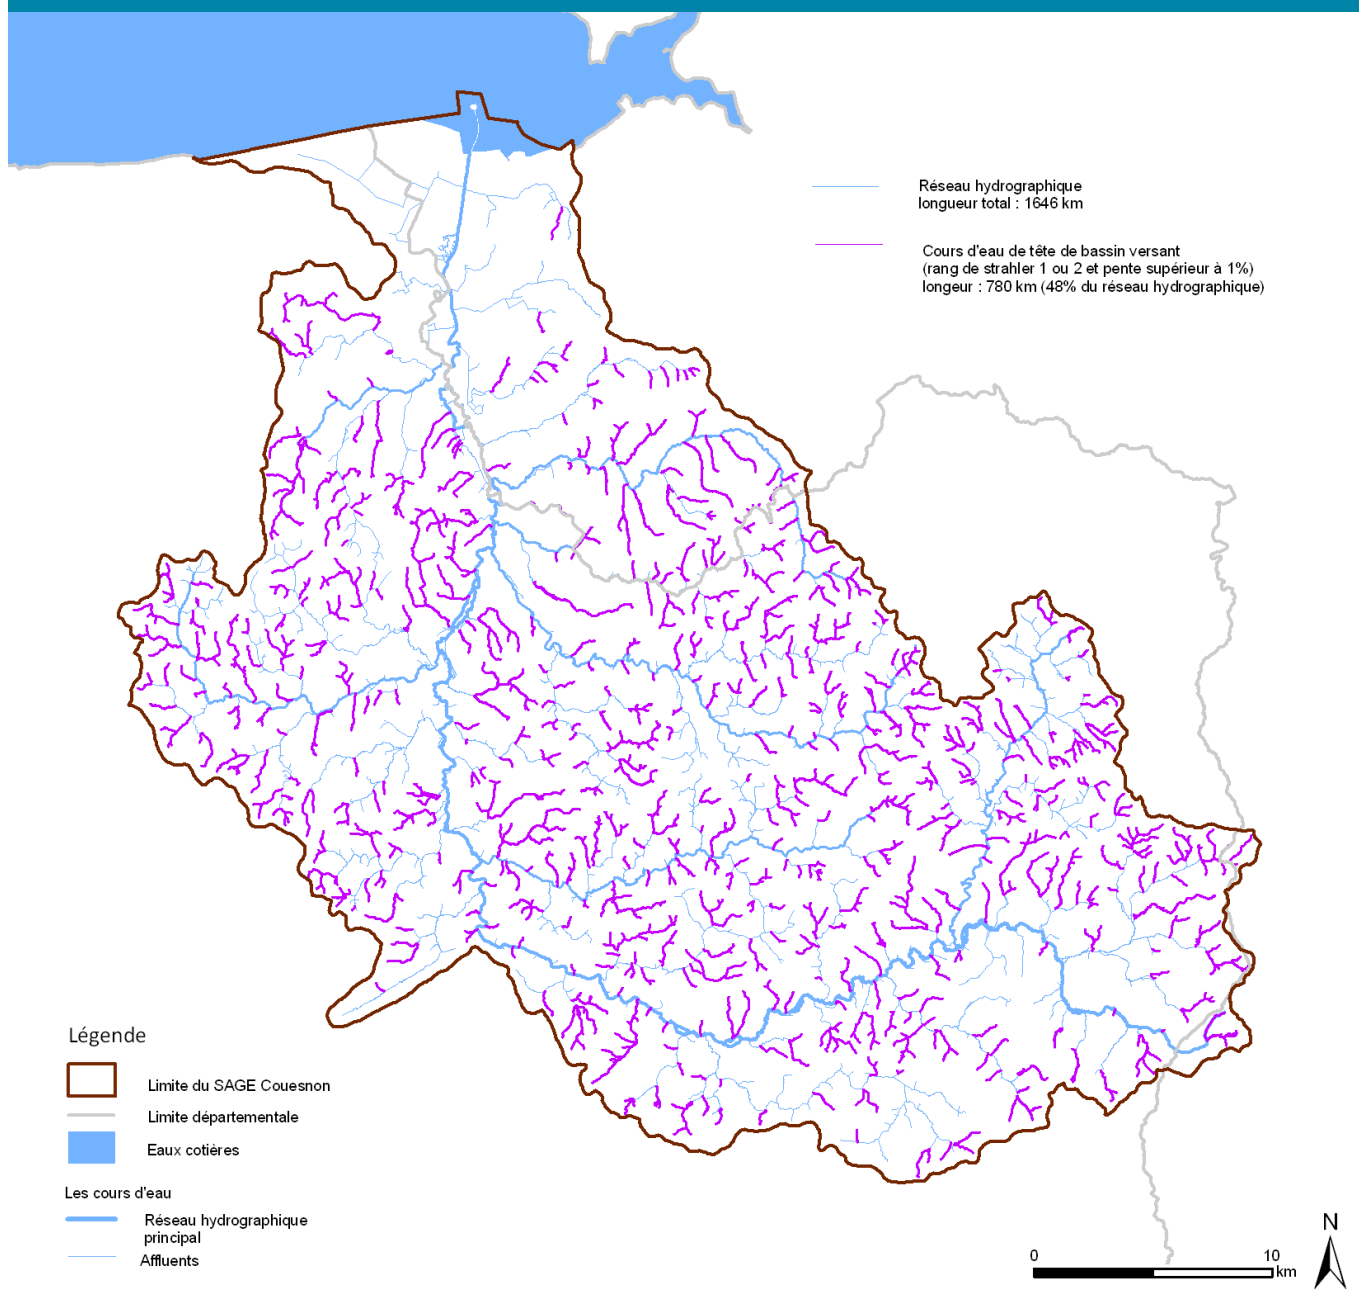 Réseau hydrographique
longueur total : 1646 km
Cours d'eau de tête de bassin versant
(rang de strahler 1 ou 2 et pente supérieur à 1%)
longeur : 780 km (48% du réseau hydrographique)
Légende
Limite du SAGE Couesnon
Limite départementale
Eaux cotières
Les cours d'eau
Réseau hydrographique
principal
Affluents
N
0 10
km